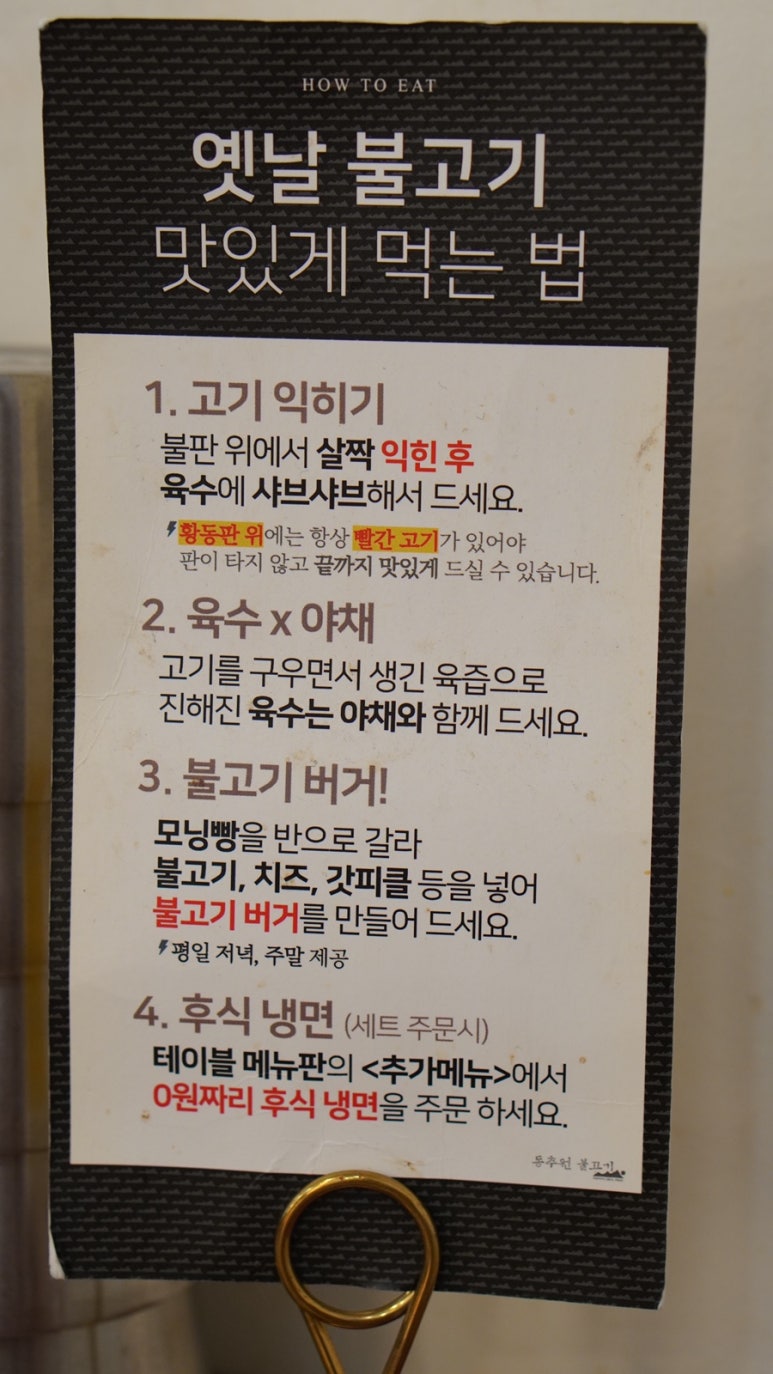 HOW TO EAT
옛날 불고기
맛있게 먹는 법
1. 고기 익히기
불판 위에서 살짝 익힌 후
육수에 샤브샤브해서 드세요.
황동판 위에는 항상 빨간 고기가 있어야
판이 타지 않고 끝까지 맛있게 드실 수 있습니다.
2. 육수 x 야채
고기를 구우면서 생긴 육즙으로
진해진 육수는 야채와 함께 드세요.
3. 불고기 버거!
모닝빵을 반으로 갈라
불고기, 치즈, 갓피클 등을 넣어
불고기 버거를 만들어 드세요.
평일 저녁, 주말 제공
4. 후식 냉면 (세트 주문시)
테이블 메뉴판의 <추가메뉴>에서
0원짜리 후식 냉면을 주문 하세요.
동추원 불고기